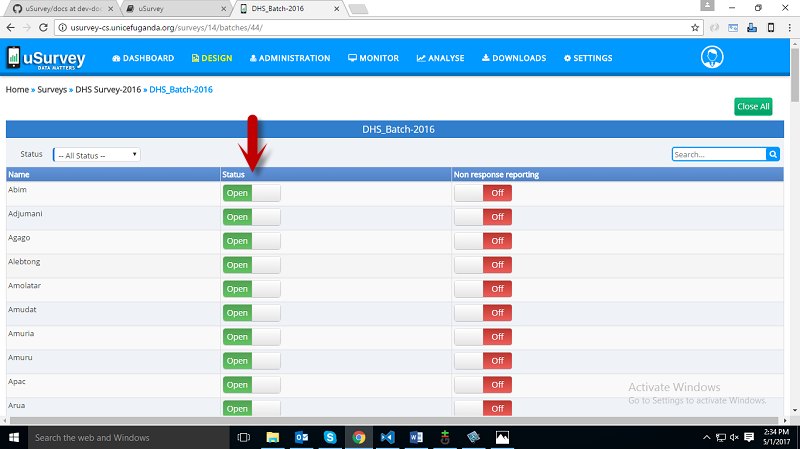 uSurvey/docs at dev-doc
uSurvey
DHS_Batch-2016
usurvey-cs.unicefuganda.org/surveys/14/batches/44/
uSurvey
DATA MATTERS
DASHBOARD DESIGN ADMINISTRATION MONITOR ANALYSE DOWNLOADS SETTINGS
Home » Surveys » DHS Survey-2016 » DHS_Batch-2016
Close All
DHS_Batch-2016
Status -- All Status -- Search...
Name Status Non response reporting
Abim Open Off
Adjumani Open Off
Agago Open Off
Alebtong Open Off
Amolatar Open Off
Amudat Open Off
Amuria Open Off
Amuru Open Off
Apac Open Off
Arua Open Off
Activate Windows
Go to Settings to activate Windows.
Search the web and Windows
2:34 PM
5/1/2017